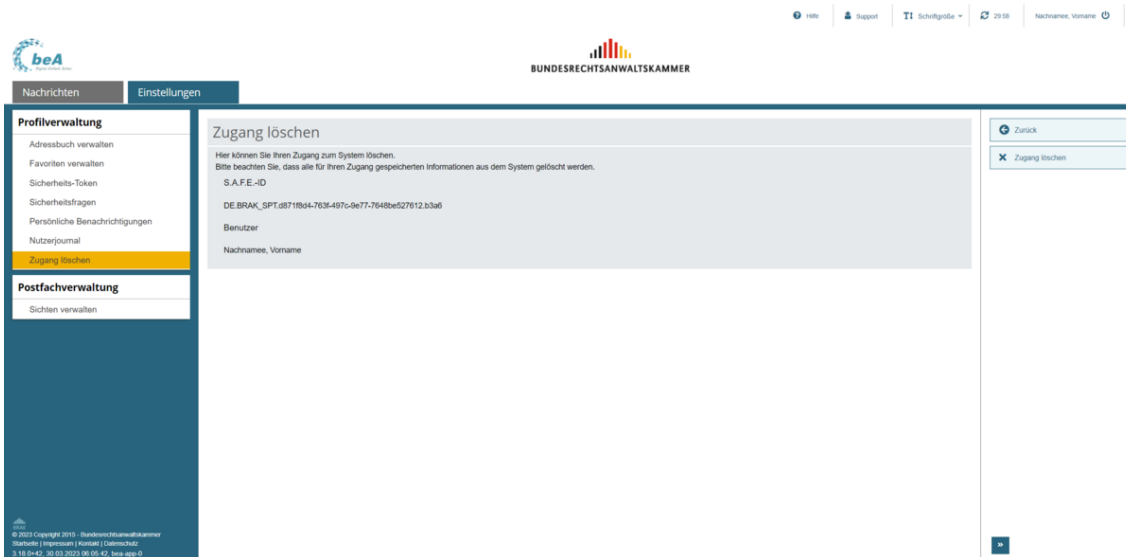 Hilfe
Support
Schriftgröße
29:58
Nachname, Vorname
beA
BUNDESRECHTSANWALTSKAMMER
Nachrichten
Einstellungen
Profilverwaltung
Adressbuch verwalten
Favoriten verwalten
Sicherheits-Token
Sicherheitsfragen
Persönliche Benachrichtigungen
Nutzerjournal
Zugang löschen
Postfachverwaltung
Sichten verwalten
Zugang löschen
Hier können Sie Ihren Zugang zum System löschen.
Bitte beachten Sie, dass alle für Ihren Zugang gespeicherten Informationen aus dem System gelöscht werden.
S.A.F.E.-ID
DE.BRAK_SPT.d871f8d4-763f-497c-9e77-7648be527612.b3a6
Benutzer
Nachnamee, Vorname
Zurück
Zugang löschen
BRAK
© 2023 Copyright 2015 - Bundesrechtsanwaltskammer
Startseite | Impressum | Kontakt | Datenschutz
3.18.0+42, 30.03.2023 06:05:42, bea-app-0